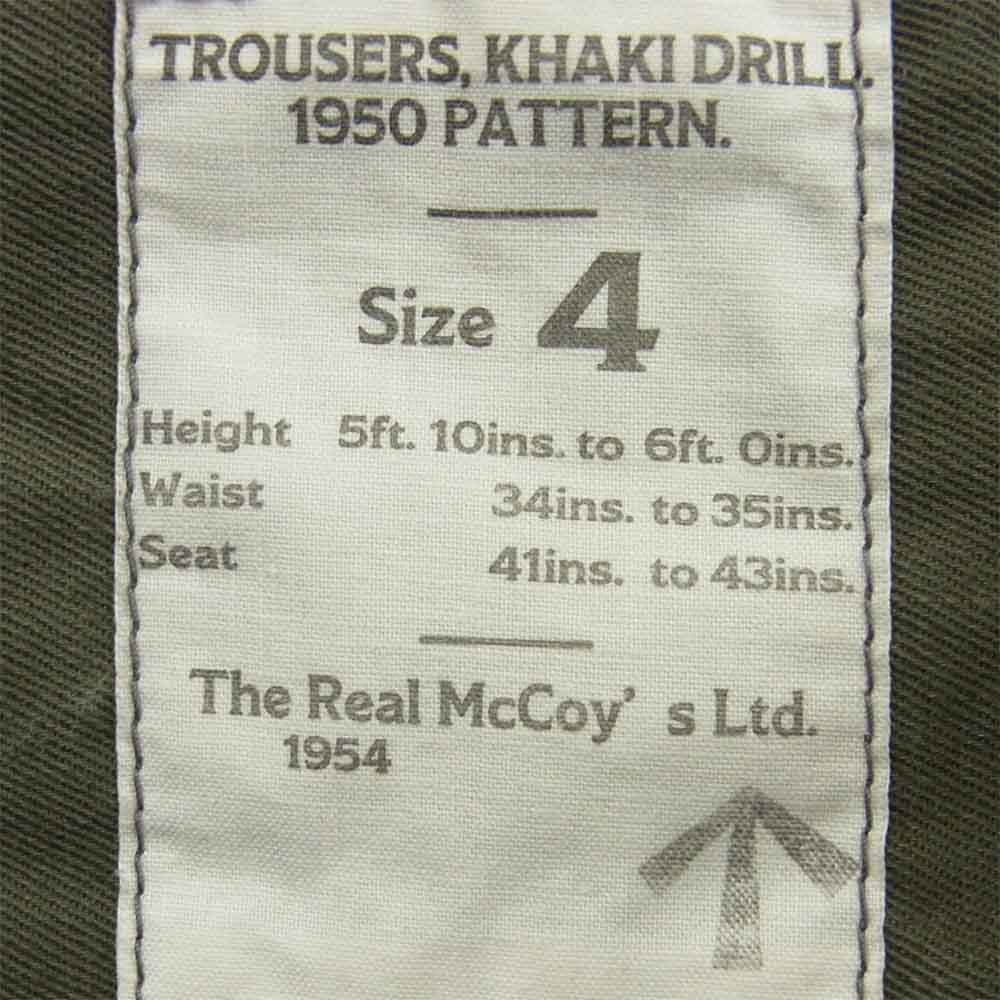 TROUSERS, KHAKI DRILL.
1950 PATTERN.
Size 4
Height 5ft. 10ins. to 6ft. 0ins.
Waist 34ins. to 35ins.
Seat 41ins. to 43ins.
The Real McCoy' s Ltd.
1954